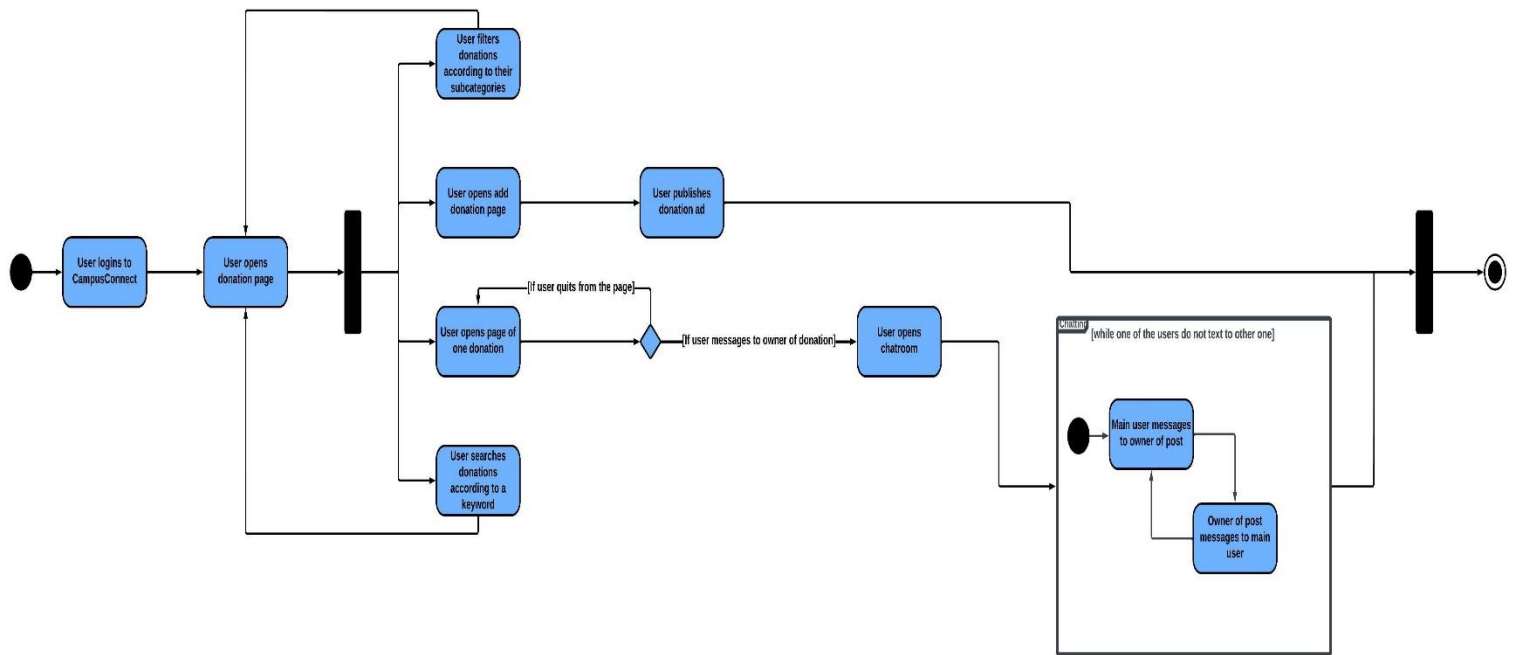 User filters
donations
according to their
subcategories
User opens add
donation page
User publishes
donation ad
User logins to
CampusConnect
User opens
donation page
[If user quits from the page]
User opens page of
one donation
[If user messages to owner of donation]
User opens
chatroom
Chatting
[while one of the users do not text to other one]
Main user messages
to owner of post
User searches
donations
according to a
keyword
Owner of post
messages to main
user